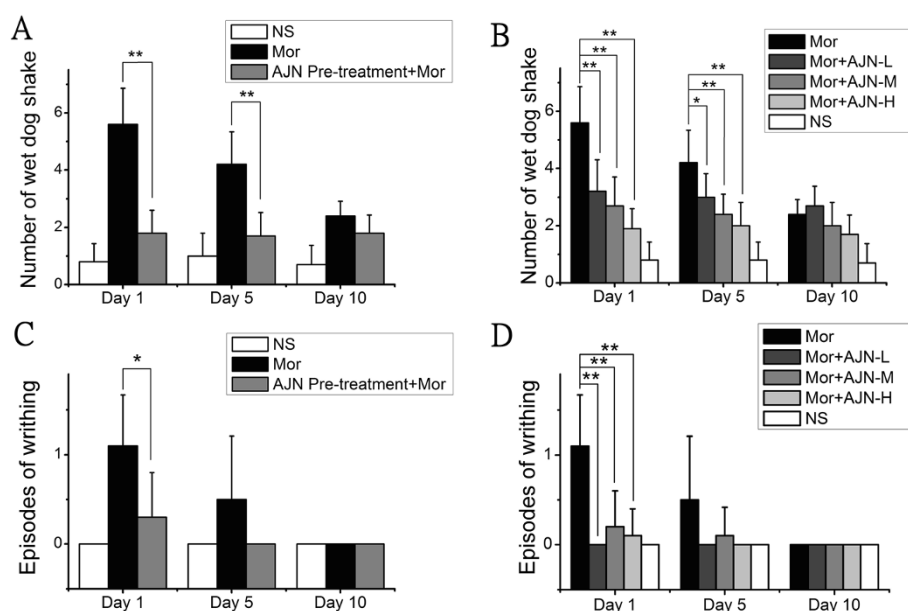 A
NS
Mor
AJN Pre-treatment+Mor
**
**
Number of wet dog shake
6
4
2
0
Day 1
Day 5
Day 10
B
Mor
Mor+AJN-L
Mor+AJN-M
Mor+AJN-H
NS
**
**
**
**
**
*
Number of wet dog shake
6
4
2
0
Day 1
Day 5
Day 10
C
NS
Mor
AJN Pre-treatment+Mor
*
Episodes of writhing
1
0
Day 1
Day 5
Day 10
D
Mor
Mor+AJN-L
Mor+AJN-M
Mor+AJN-H
NS
**
**
**
Episodes of writhing
1
0
Day 1
Day 5
Day 10